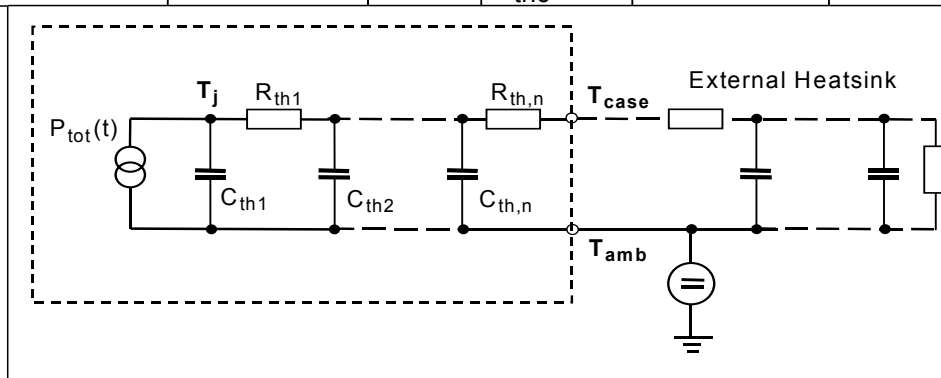 External Heatsink
T_j R_th1 R_th,n T_case
P_tot(t)
C_th1 C_th2 C_th,n
T_amb